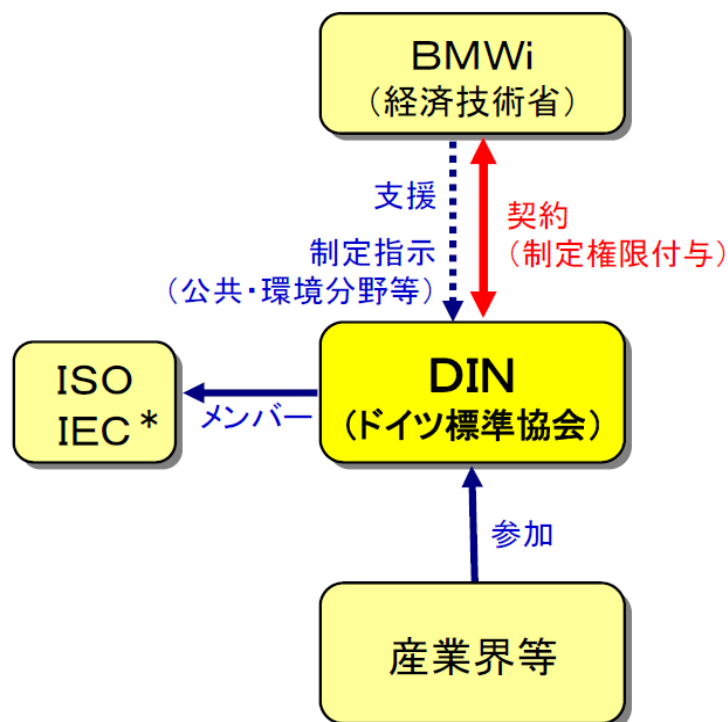 BMWi
（経済技術省）
支援
制定指示
（公共・環境分野等）
契約
（制定権限付与）
ISO
IEC*
メンバー
DIN
（ドイツ標準協会）
参加
産業界等